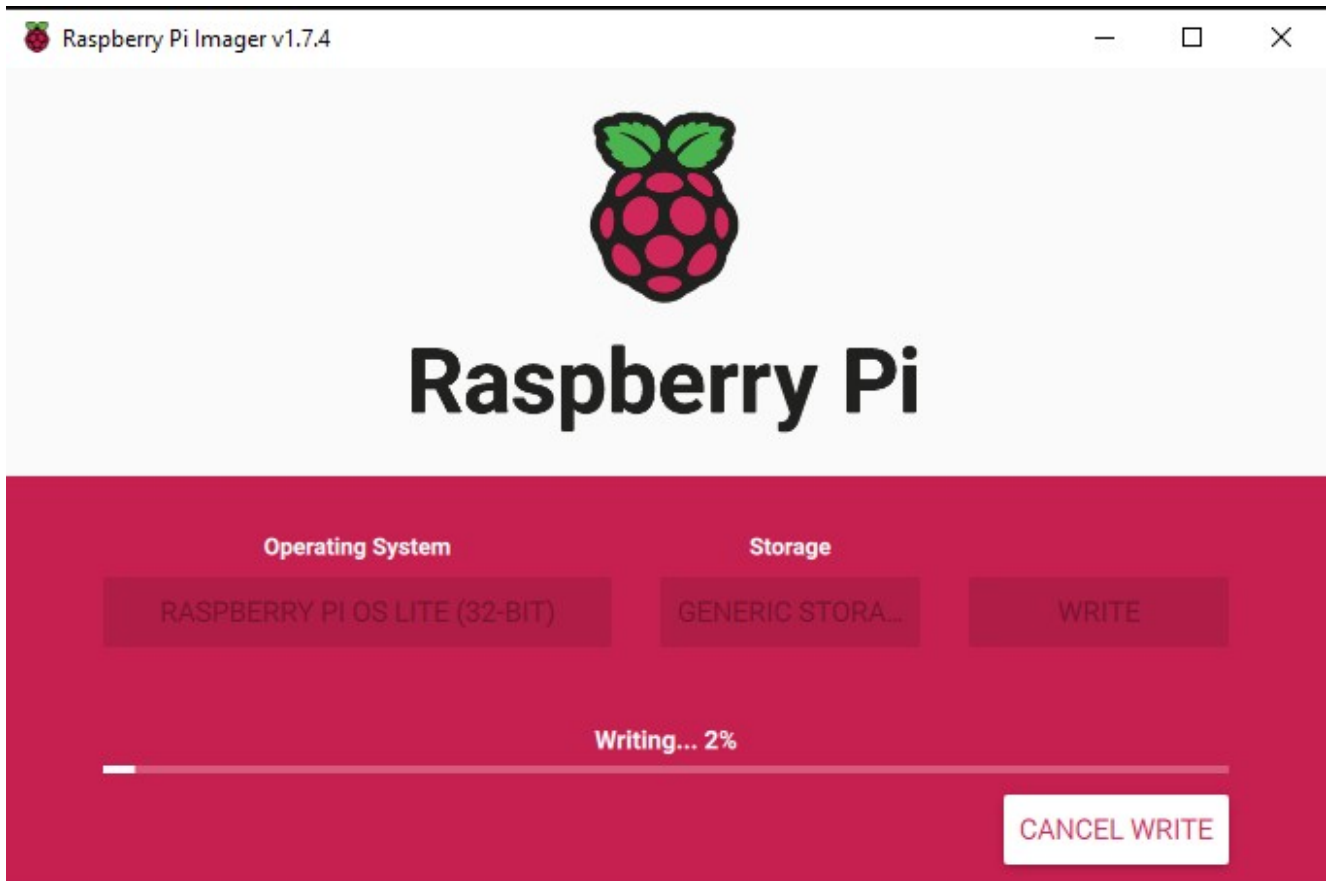 Raspberry Pi Imager v1.7.4
Raspberry Pi
Operating System
Storage
RASPBERRY PI OS LITE (32-BIT)
GENERIC STORA...
WRITE
Writing... 2%
CANCEL WRITE